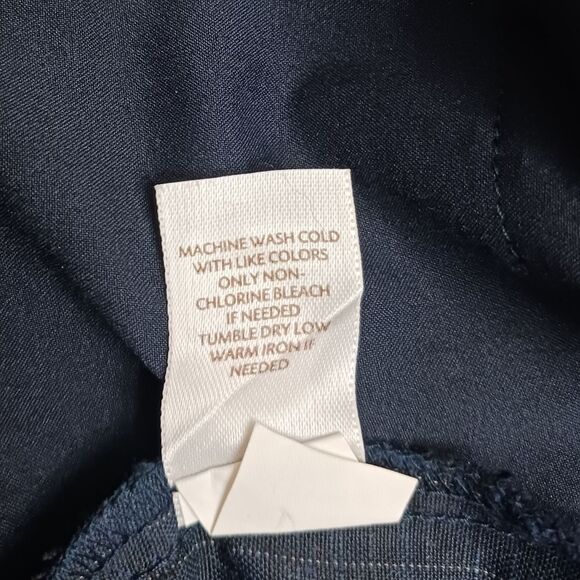 MACHINE WASH COLD
WITH LIKE COLORS
ONLY NON-
CHLORINE BLEACH
IF NEEDED
TUMBLE DRY LOW
WARM IRON IF
NEEDED